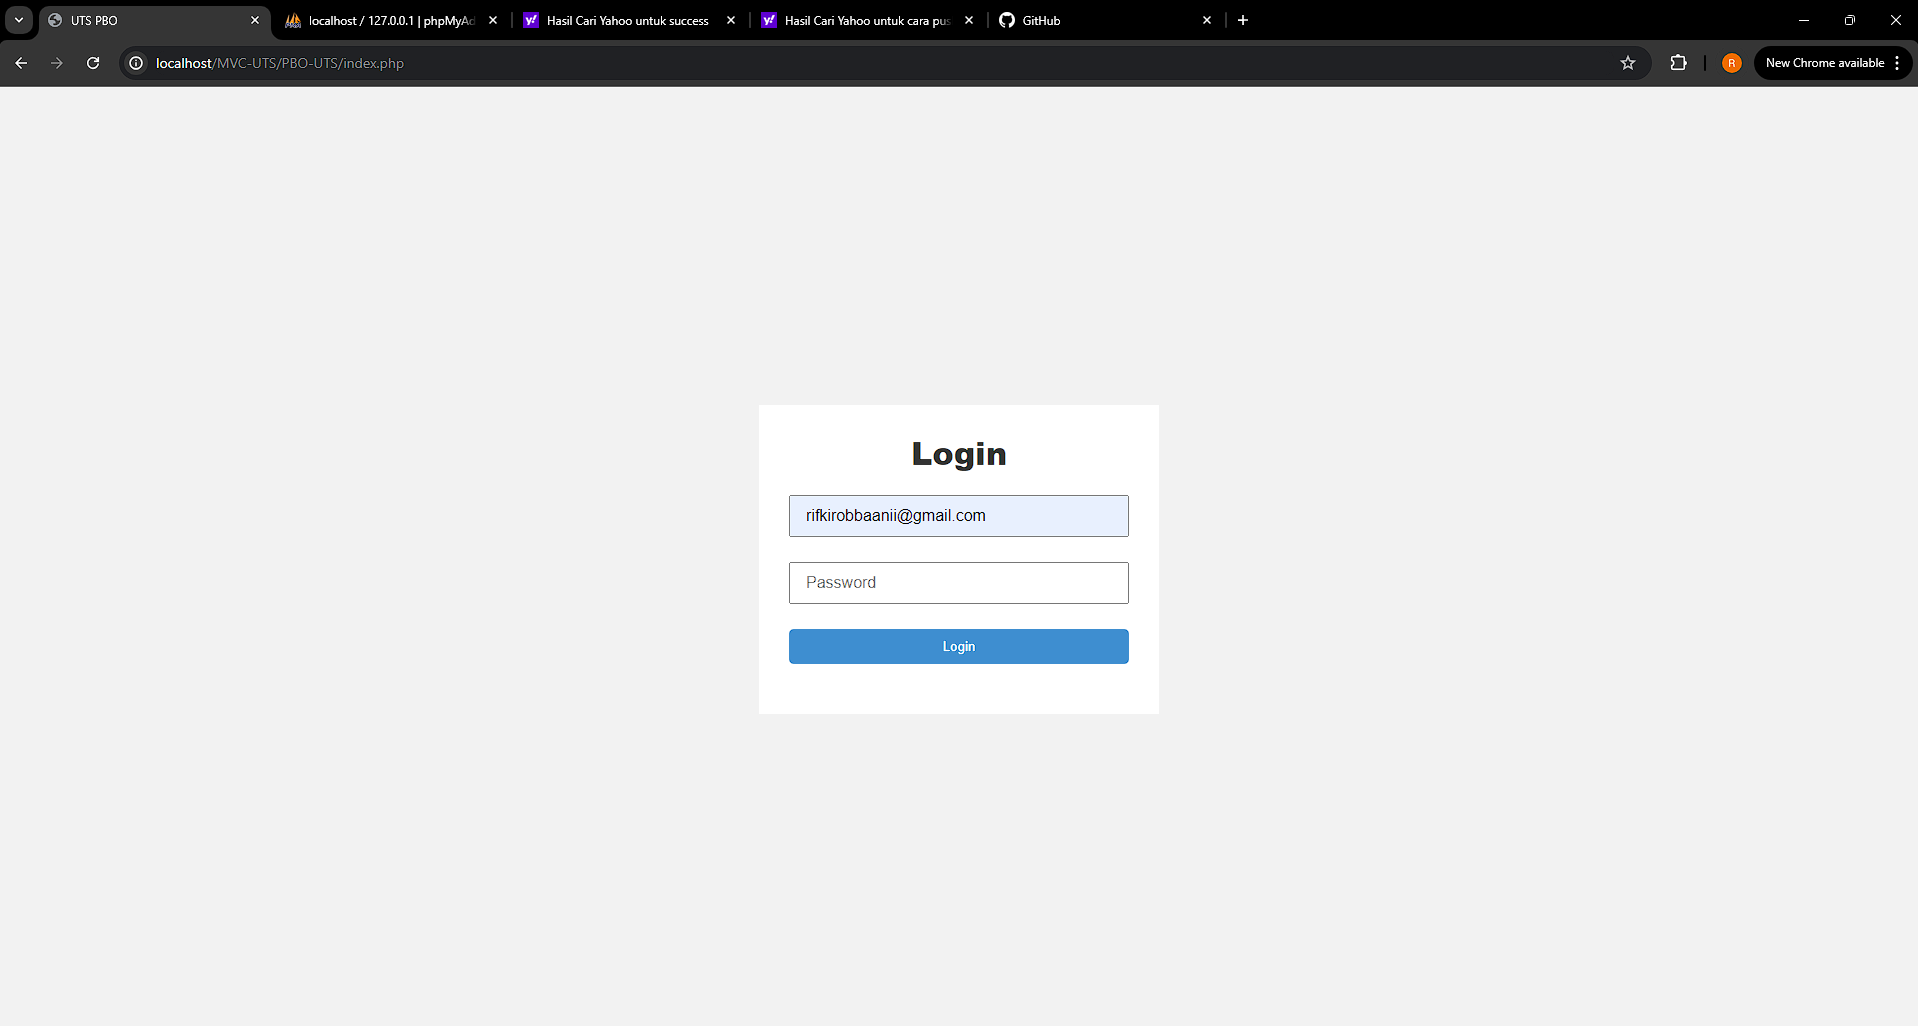 UTS PBO
localhost / 127.0.0.1 | phpMyAd
Hasil Cari Yahoo untuk success
Hasil Cari Yahoo untuk cara pus
GitHub
localhost/MVC-UTS/PBO-UTS/index.php
R
New Chrome available
Login
rifkirobbaanii@gmail.com
Password
Login